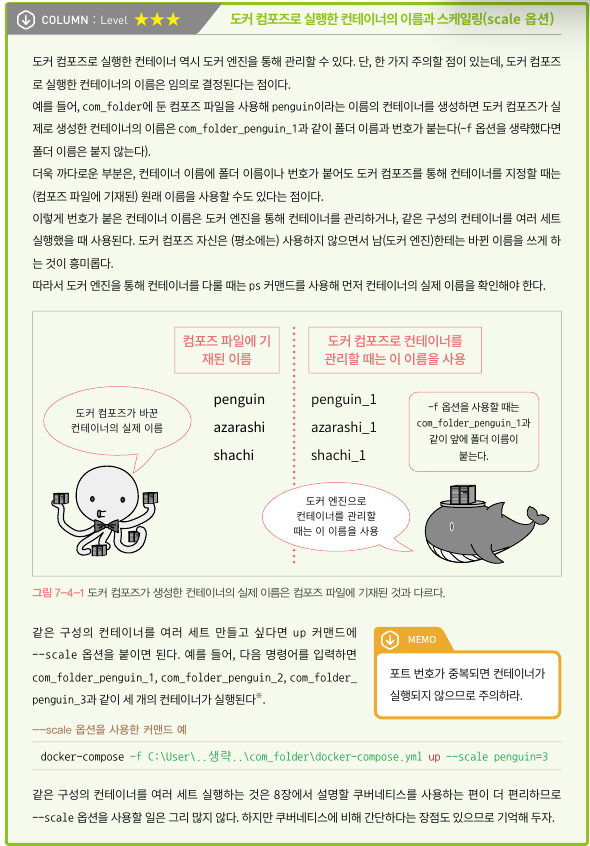 COLUMN : Level ★★★
도커 컴포즈로 실행한 컨테이너의 이름과 스케일링(scale 옵션)
도커 컴포즈로 실행한 컨테이너 역시 도커 엔진을 통해 관리할 수 있다. 단, 한 가지 주의할 점이 있는데, 도커 컴포즈
로 실행한 컨테이너의 이름은 임의로 결정된다는 점이다.
예를 들어, com_folder에 둔 컴포즈 파일을 사용해 penguin이라는 이름의 컨테이너를 생성하면 도커 컴포즈가 실
제로 생성한 컨테이너의 이름은 com_folder_penguin_1과 같이 폴더 이름과 번호가 붙는다(-f 옵션을 생략했다면
폴더 이름은 붙지 않는다).
더욱 까다로운 부분은, 컨테이너 이름에 폴더 이름이나 번호가 붙어도 도커 컴포즈를 통해 컨테이너를 지정할 때는
(컴포즈 파일에 기재된) 원래 이름을 사용할 수도 있다는 점이다.
이렇게 번호가 붙은 컨테이너 이름은 도커 엔진을 통해 컨테이너를 관리하거나, 같은 구성의 컨테이너를 여러 세트
실행했을 때 사용된다. 도커 컴포즈 자신은 (평소에는) 사용하지 않으면서 남(도커 엔진)한테는 바뀐 이름을 쓰게 하
는 것이 흥미롭다.
따라서 도커 엔진을 통해 컨테이너를 다룰 때는 ps 커맨드를 사용해 먼저 컨테이너의 실제 이름을 확인해야 한다.
컴포즈 파일에 기
재된 이름
도커 컴포즈로 컨테이너를
관리할 때는 이 이름을 사용
도커 컴포즈가 바꾼
컨테이너의 실제 이름
penguin
azarashi
shachi
penguin_1
azarashi_1
shachi_1
-f 옵션을 사용할 때는
com_folder_penguin_1과
같이 앞에 폴더 이름이
붙는다.
도커 엔진으로
컨테이너를 관리할
때는 이 이름을 사용
그림 7-4-1 도커 컴포즈가 생성한 컨테이너의 실제 이름은 컴포즈 파일에 기재된 것과 다르다.
같은 구성의 컨테이너를 여러 세트 만들고 싶다면 up 커맨드에
--scale 옵션을 붙이면 된다. 예를 들어, 다음 명령어를 입력하면
com_folder_penguin_1, com_folder_penguin_2, com_folder_
penguin_3과 같이 세 개의 컨테이너가 실행된다※.
MEMO
포트 번호가 중복되면 컨테이너가
실행되지 않으므로 주의하라.
--scale 옵션을 사용한 커맨드 예
docker-compose -f C:\User\..생략..\com_folder\docker-compose.yml up --scale penguin=3
같은 구성의 컨테이너를 여러 세트 실행하는 것은 8장에서 설명할 쿠버네티스를 사용하는 편이 더 편리하므로
--scale 옵션을 사용할 일은 그리 많지 않다. 하지만 쿠버네티스에 비해 간단하다는 장점도 있으므로 기억해 두자.